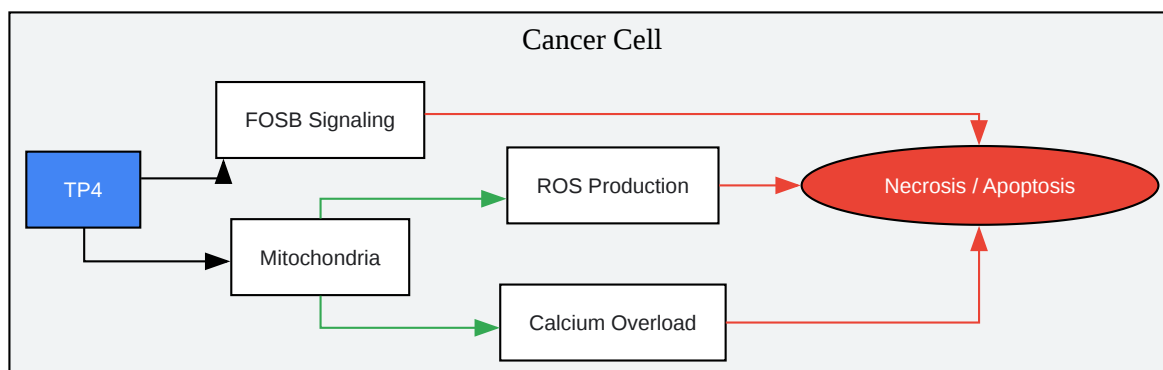 Cancer Cell
FOSB Signaling
TP4
ROS Production
Necrosis / Apoptosis
Mitochondria
Calcium Overload